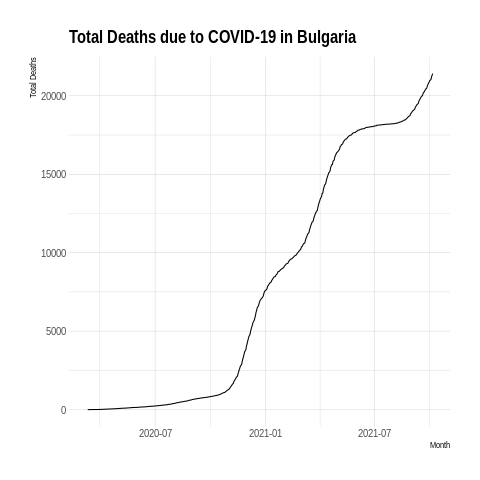 Total Deaths due to COVID-19 in Bulgaria
Total Deaths
20000
15000
10000
5000
0
2020-07 2021-01 2021-07
Month